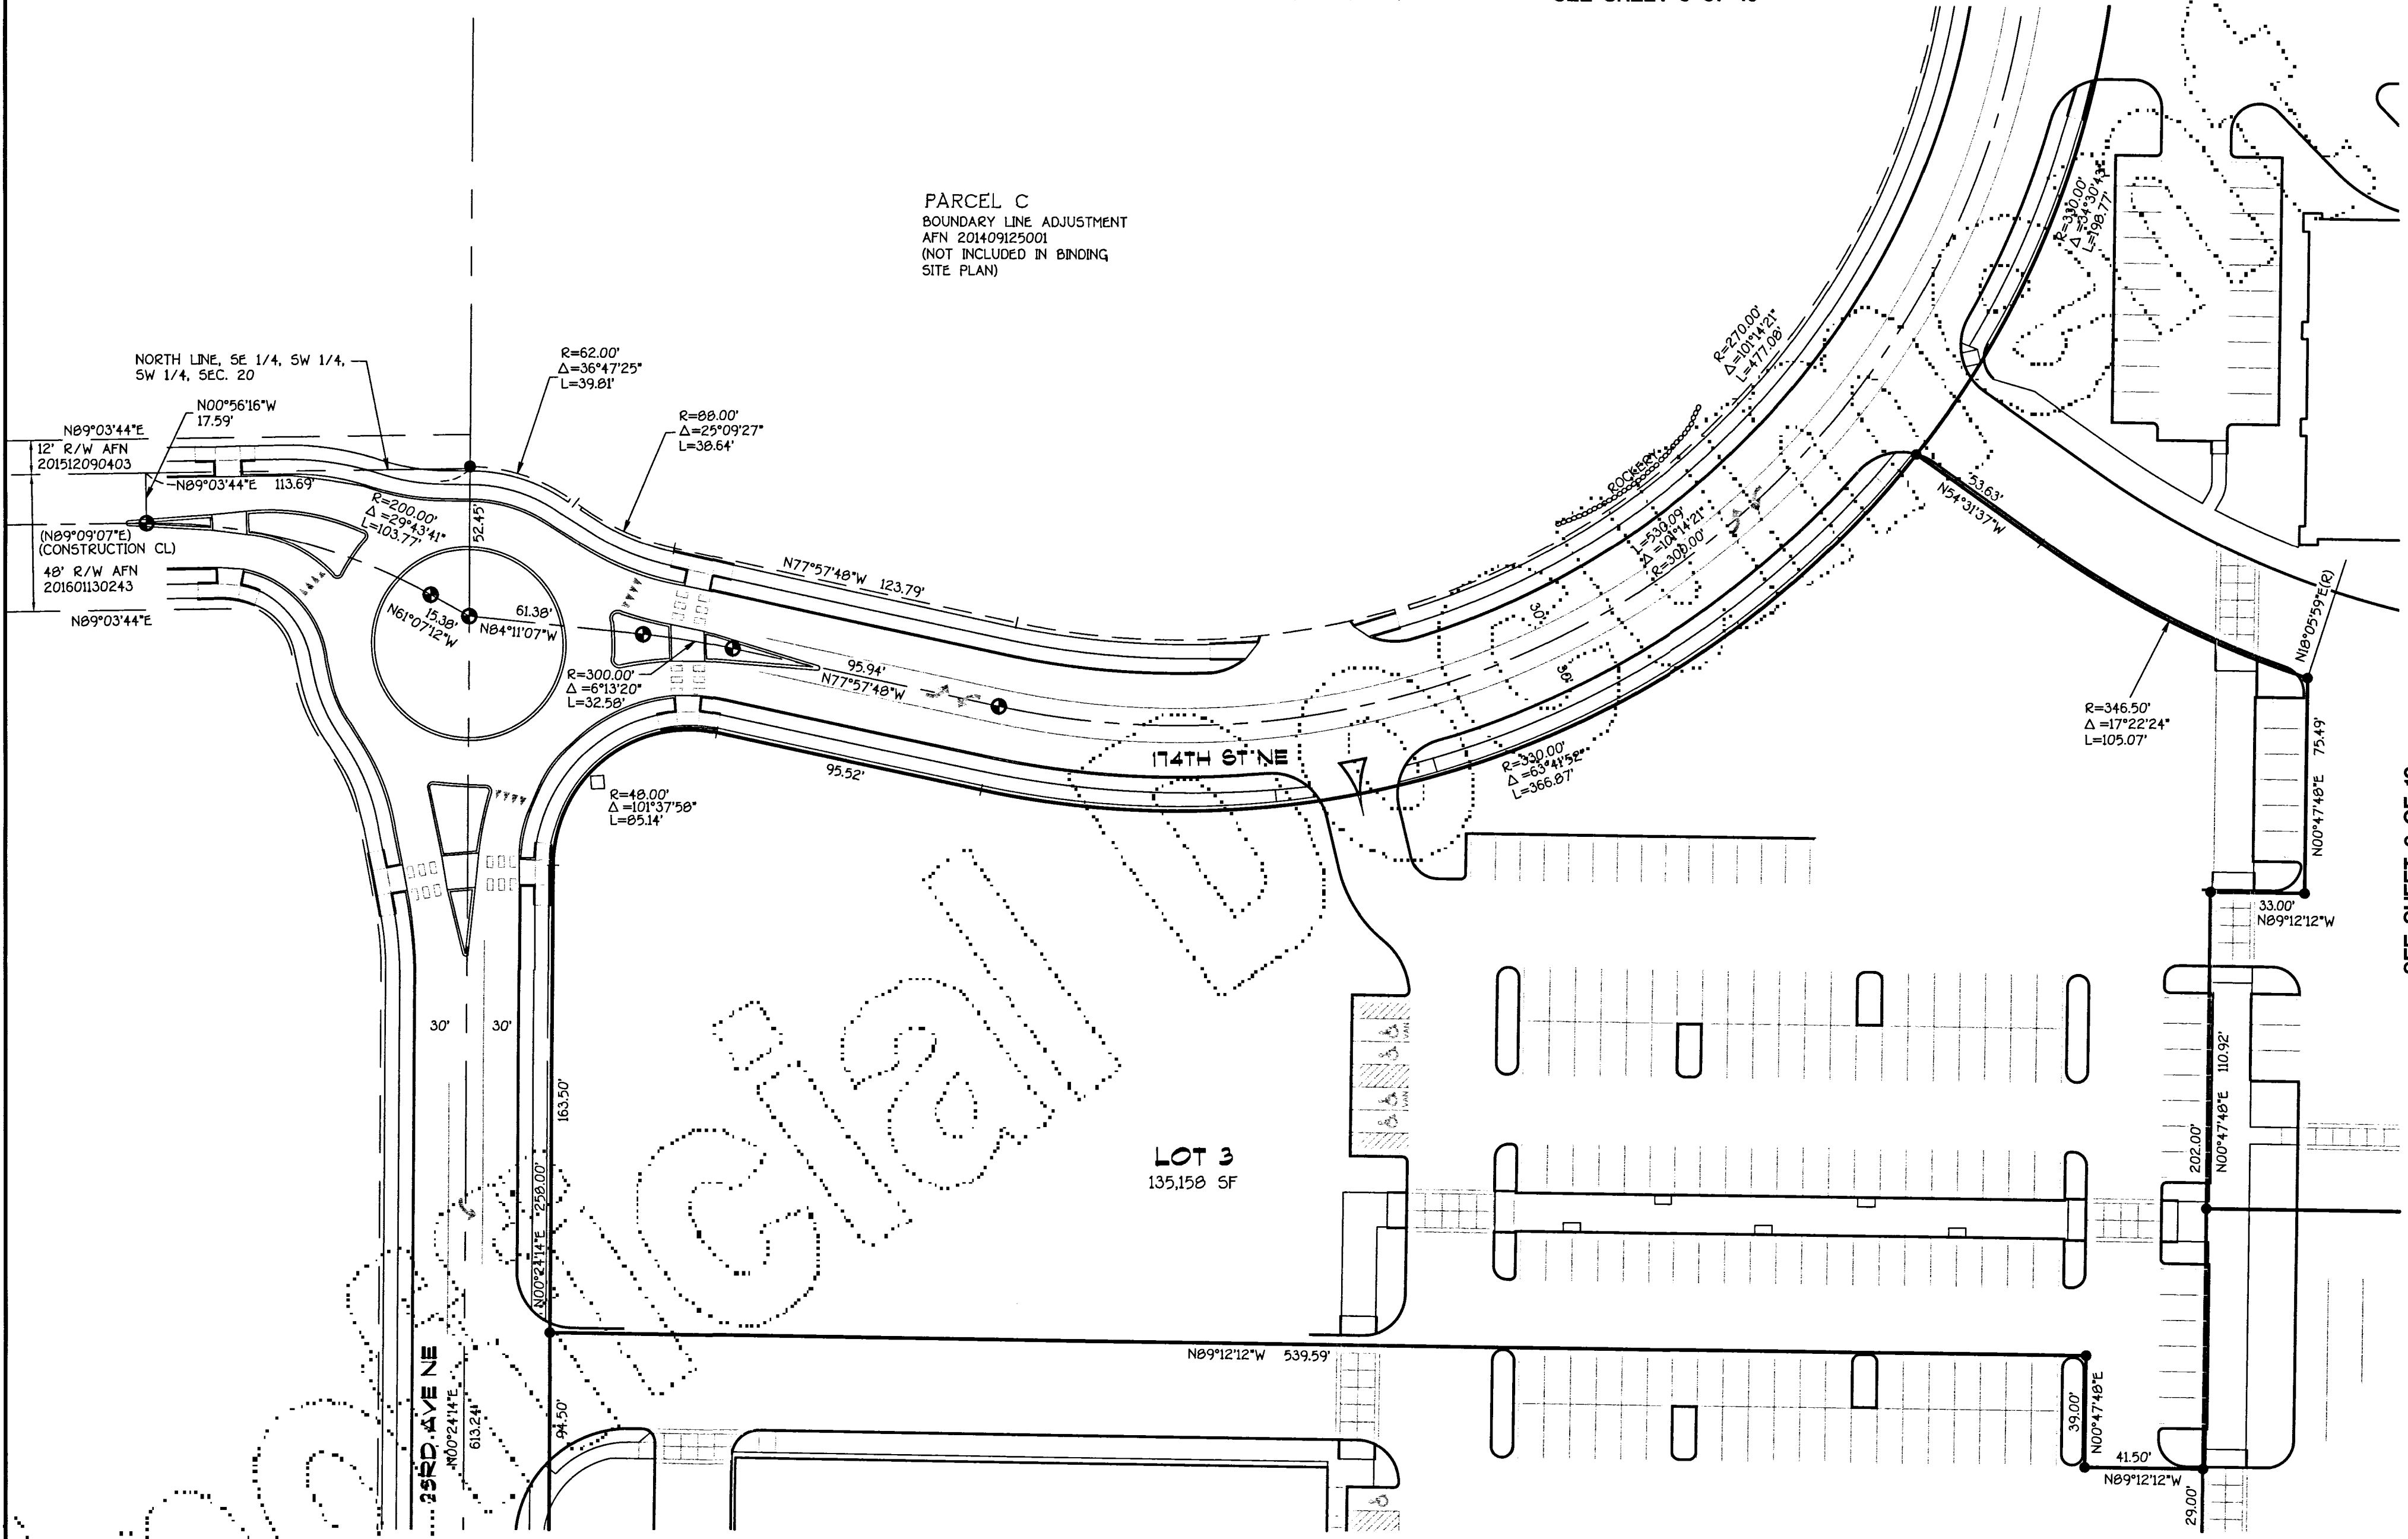 PARCEL C
BOUNDARY LINE ADJUSTMENT
AFN 201409125001
(NOT INCLUDED IN BINDING
SITE PLAN)
R=330.00'
Δ=34°30'43"
L=198.77'
R=270.00'
Δ=101°14'21"
L=477.08'
NORTH LINE, SE 1/4, SW 1/4,
SW 1/4, SEC. 20
R=62.00'
Δ=36°47'25"
L=39.81'
N00°56'16"W
17.59'
R=88.00'
Δ=25°09'27"
L=38.64'
N89°03'44"E
12' R/W AFN
201512090403
N89°03'44"E 113.69'
R=200.00'
Δ=29°43'41"
L=103.77'
52.45'
(N89°09'07"E)
(CONSTRUCTION CL)
48' R/W AFN
201601130243
N89°03'44"E
15.38'
N61°07'12"W
61.38'
N84°11'07"W
N77°57'48"W 123.79'
R=300.00'
Δ=6°13'20"
L=32.58'
95.94'
N77°57'48"W
ROCKERY
L=530.09'
Δ=101°14'21"
R=300.00'
30'
30'
53.63'
N54°31'37"W
N18°05'59"E(R)
R=346.50'
Δ=17°22'24"
L=105.07'
N00°47'48"E 75.49'
174TH ST NE
95.52'
R=48.00'
Δ=101°37'58"
L=85.14'
R=330.00'
Δ=63°41'52"
L=366.87'
33.00'
N89°12'12"W
30'
30'
163.50'
N00°24'14"E 258.00'
VAN
VAN
LOT 3
135,158 SF
202.00'
N00°47'48"E 110.92'
N89°12'12"W 539.59'
23RD AVE NE
N00°24'14"E
613.24'
94.50'
39.00'
N00°47'48"E
41.50'
N89°12'12"W
29.00'